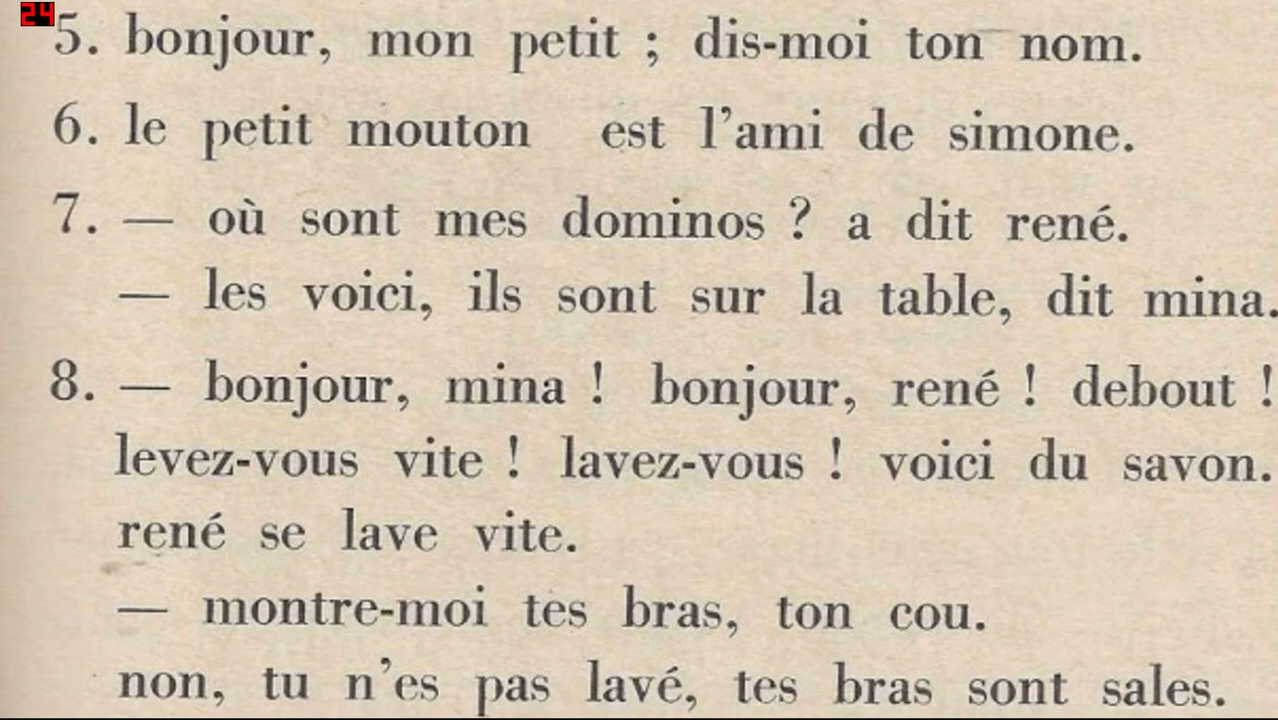 24
5. bonjour, mon petit ; dis-moi ton nom.
6. le petit mouton est l'ami de simone.
7. — où sont mes dominos ? a dit rené.
— les voici, ils sont sur la table, dit mina.
8. — bonjour, mina ! bonjour, rené ! debout !
levez-vous vite ! lavez-vous ! voici du savon.
rené se lave vite.
— montre-moi tes bras, ton cou.
non, tu n'es pas lavé, tes bras sont sales.